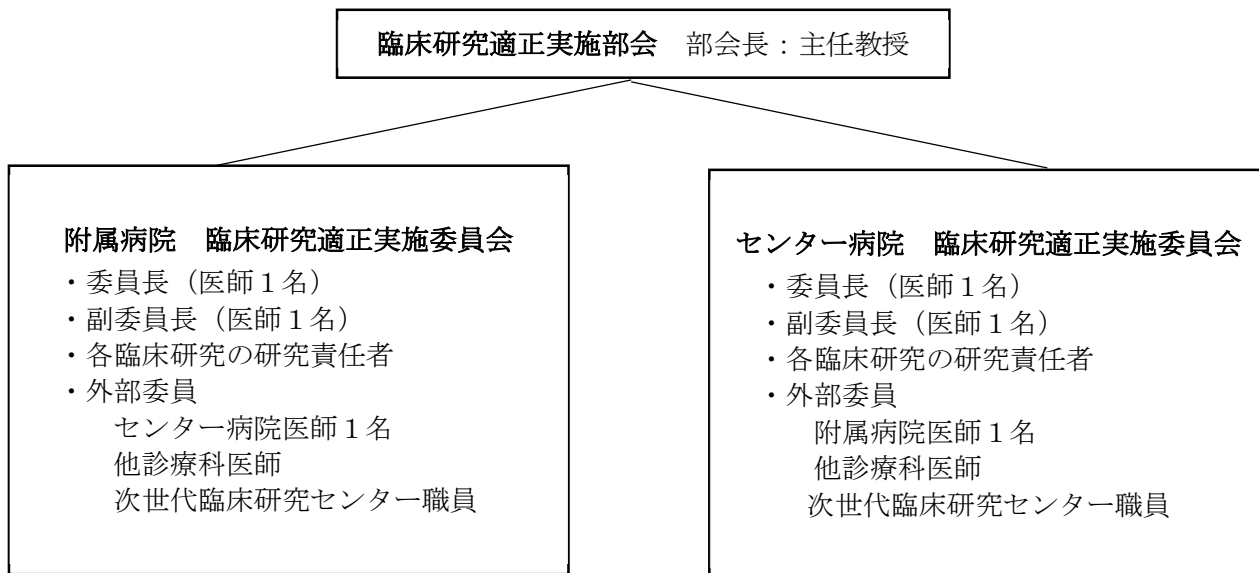 臨床研究適正実施部会　部会長：主任教授
附属病院　臨床研究適正実施委員会
・委員長（医師１名）
・副委員長（医師１名）
・各臨床研究の研究責任者
・外部委員
センター病院医師１名
他診療科医師
次世代臨床研究センター職員
センター病院　臨床研究適正実施委員会
・委員長（医師１名）
・副委員長（医師１名）
・各臨床研究の研究責任者
・外部委員
附属病院医師１名
他診療科医師
次世代臨床研究センター職員